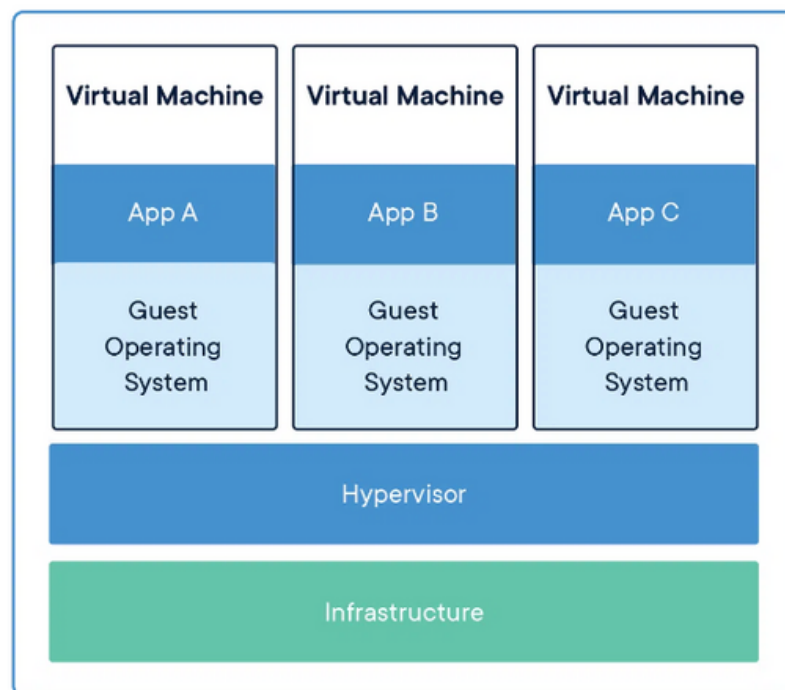 Virtual Machine
Virtual Machine
Virtual Machine
App A
App B
App C
Guest
Operating
System
Guest
Operating
System
Guest
Operating
System
Hypervisor
Infrastructure